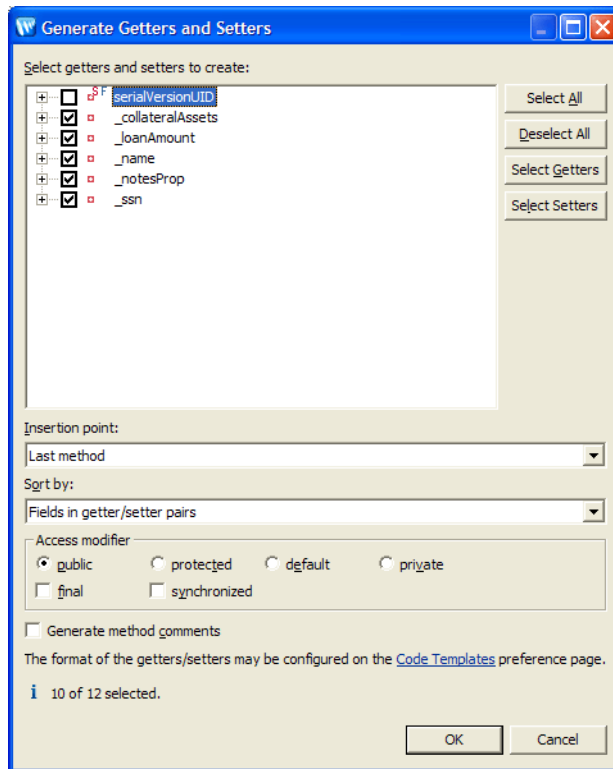 Generate Getters and Setters
Select getters and setters to create:
serialVersionUID
_collateralAssets
_loanAmount
_name
_notesProp
_ssn
Select All
Deselect All
Select Getters
Select Setters
Insertion point:
Last method
Sort by:
Fields in getter/setter pairs
Access modifier
public protected default private
final synchronized
Generate method comments
The format of the getters/setters may be configured on the Code Templates preference page.
i 10 of 12 selected.
OK Cancel